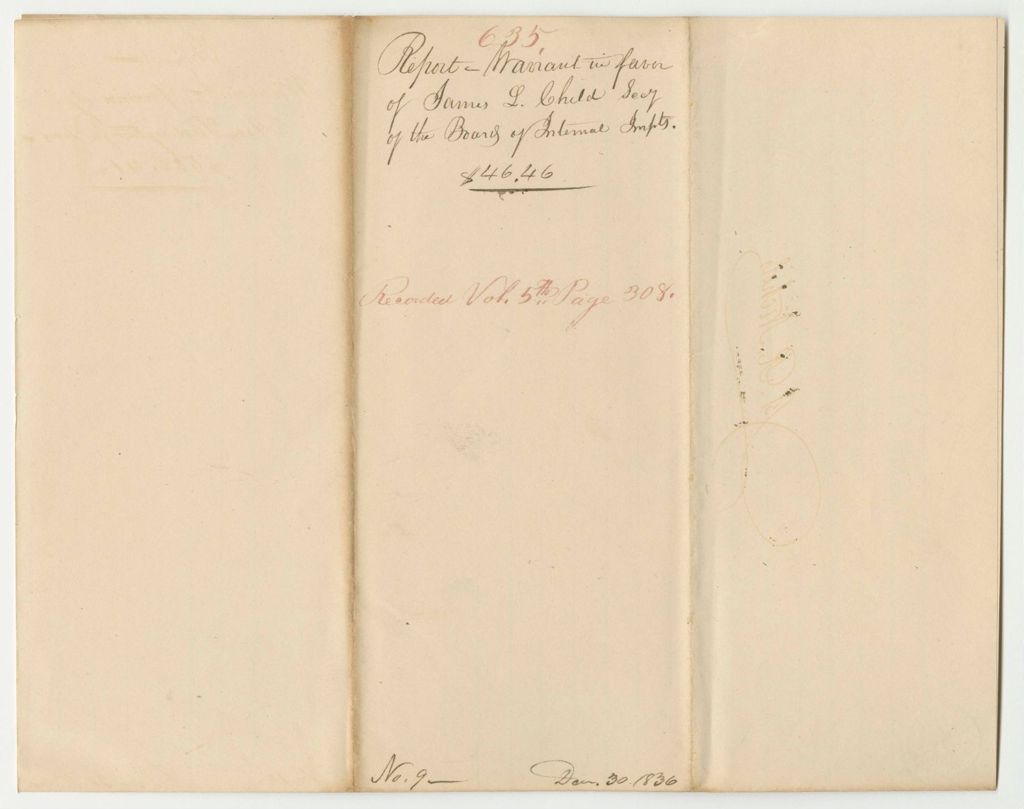 635,
Report - Warrant in favor
of James L. Child Secy
of the Board of Internal Impts.
$46.46
Recorded Vol. 5th Page 308.
No. 9 —
Dec. 30. 1836